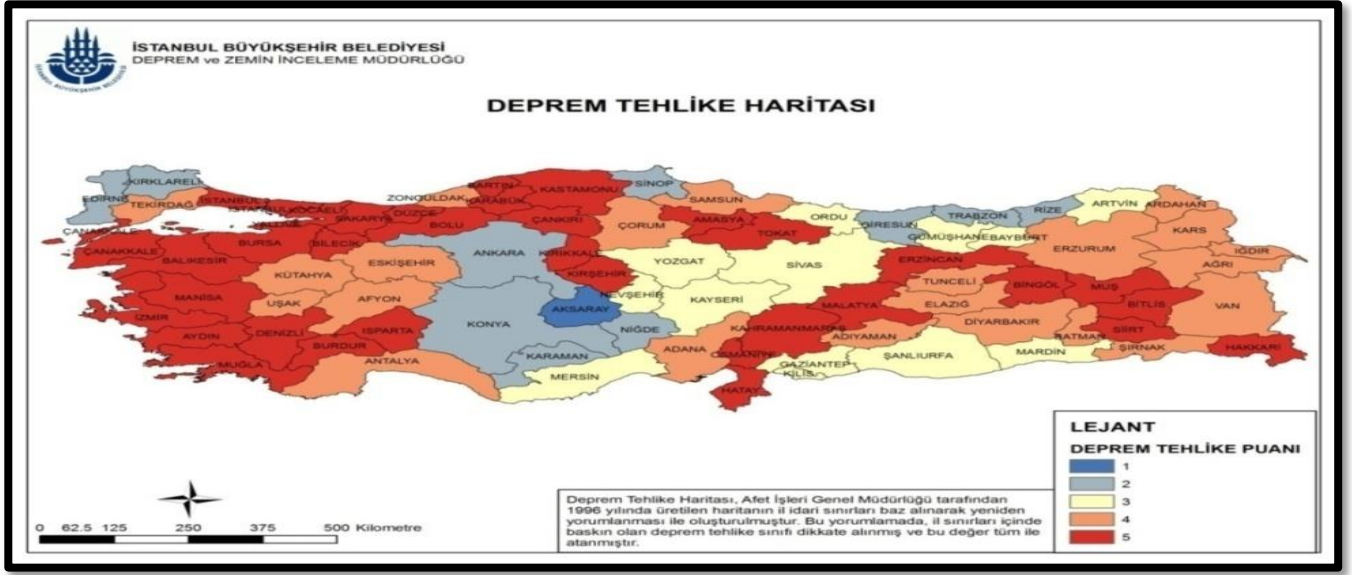 İSTANBUL BÜYÜKŞEHİR BELEDİYESİ
DEPREM ve ZEMİN İNCELEME MÜDÜRLÜĞÜ
İSTANBUL BÜYÜKŞEHİR BELEDİYESİ
DEPREM TEHLİKE HARİTASI
KIRKLARELİ
EDİRNE
TEKİRDAĞ
İSTANBUL
KOCAELİ
YALOVA
SAKARYA
DÜZCE
ZONGULDAK
BARTIN
KARABÜK
KASTAMONU
SİNOP
SAMSUN
ORDU
GİRESUN
TRABZON
RİZE
ARTVİN
ARDAHAN
ÇANAKKALE
ÇANAKKALE
BALIKESİR
BURSA
BİLECİK
BOLU
ÇANKIRI
ÇORUM
AMASYA
TOKAT
GÜMÜŞHANE
BAYBURT
ERZURUM
KARS
IĞDIR
AĞRI
KÜTAHYA
ESKİŞEHİR
ANKARA
KIRIKKALE
KIRŞEHİR
YOZGAT
SİVAS
ERZİNCAN
TUNCELİ
BİNGÖL
MUŞ
BİTLİS
VAN
MANİSA
UŞAK
AFYON
KONYA
AKSARAY
NEVŞEHİR
KAYSERİ
MALATYA
ELAZIĞ
DİYARBAKIR
BATMAN
SİİRT
ŞIRNAK
HAKKARİ
İZMİR
AYDIN
DENİZLİ
ISPARTA
BURDUR
MUĞLA
ANTALYA
KARAMAN
NİĞDE
MERSİN
ADANA
KAHRAMANMARAŞ
OSMANİYE
HATAY
ADIYAMAN
GAZİANTEP
KİLİS
ŞANLIURFA
MARDİN
LEJANT
DEPREM TEHLİKE PUANI
1
2
3
4
5
0 62.5 125 250 375 500 Kilometre
Deprem Tehlike Haritası, Afet İşleri Genel Müdürlüğü tarafından
1996 yılında üretilen haritanın il idari sınırları baz alınarak yeniden
yorumlanması ile oluşturulmuştur. Bu yorumlamada, il sınırları içinde
baskın olan deprem tehlike sınıfı dikkate alınmış ve bu değer tüm ile
atanmıştır.